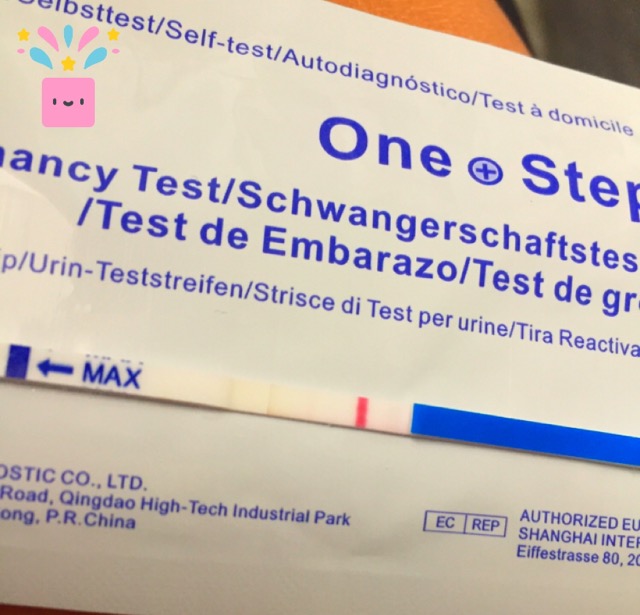 Selbsttest/Self-test/Autodiagnóstico/Test à domicile
One Step
nancy Test/Schwangerschaftstes
/Test de Embarazo/Test de gr
p/Urin-Teststreifen/Strisce di Test per urine/Tira Reactiva
MAX
OSTIC CO., LTD.
Road, Qingdao High-Tech Industrial Park
ong, P.R.China
EC REP
AUTHORIZED EU
SHANGHAI INTER
Eiffestrasse 80, 20